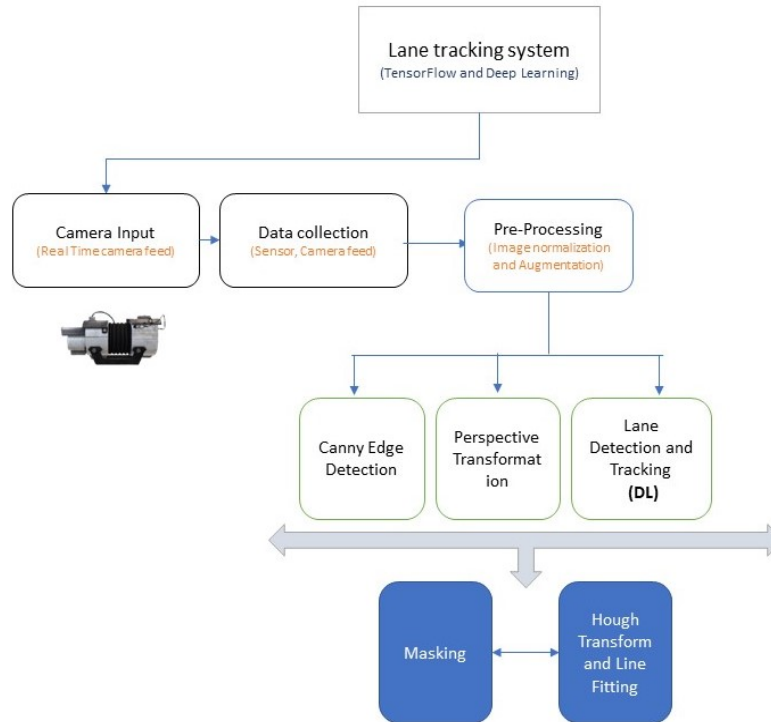 Lane tracking system
(TensorFlow and Deep Learning)
Camera Input
(Real Time camera feed)
Data collection
(Sensor, Camera feed)
Pre-Processing
(Image normalization
and Augmentation)
Canny Edge
Detection
Perspective
Transformat
ion
Lane
Detection and
Tracking
(DL)
Masking
Hough
Transform
and Line
Fitting